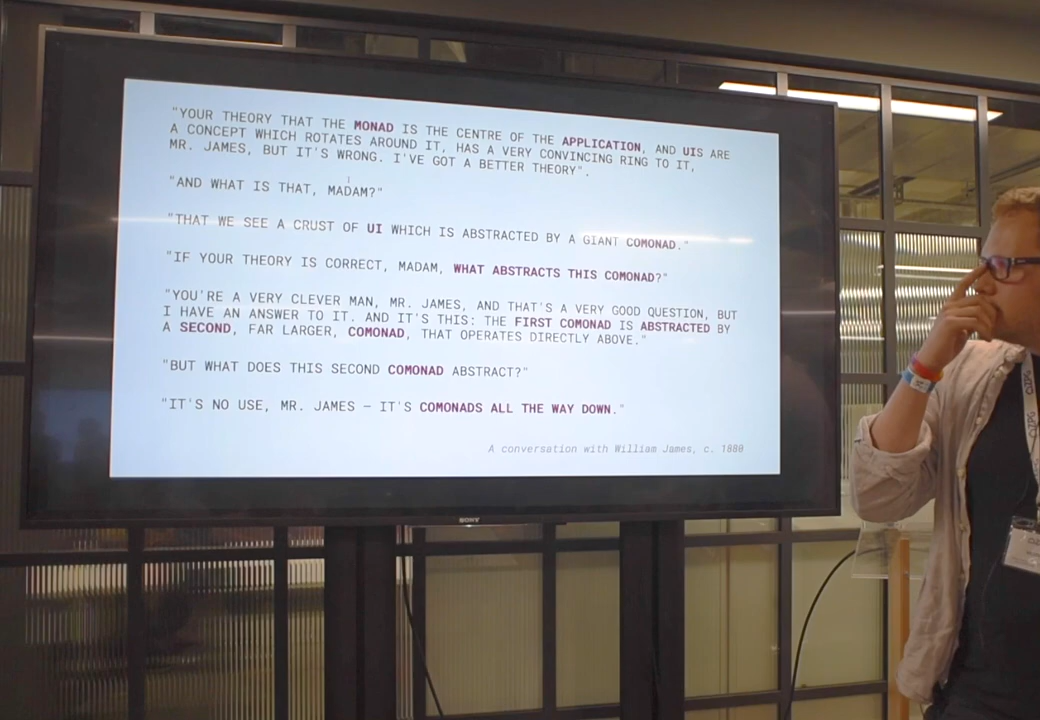 "YOUR THEORY THAT THE MONAD IS THE CENTRE OF THE APPLICATION, AND UIS ARE
A CONCEPT WHICH ROTATES AROUND IT, HAS A VERY CONVINCING RING TO IT,
MR. JAMES, BUT IT'S WRONG. I'VE GOT A BETTER THEORY".
"AND WHAT IS THAT, MADAM?"
"THAT WE SEE A CRUST OF UI WHICH IS ABSTRACTED BY A GIANT COMONAD."
"IF YOUR THEORY IS CORRECT, MADAM, WHAT ABSTRACTS THIS COMONAD?"
"YOU'RE A VERY CLEVER MAN, MR. JAMES, AND THAT'S A VERY GOOD QUESTION, BUT
I HAVE AN ANSWER TO IT. AND IT'S THIS: THE FIRST COMONAD IS ABSTRACTED BY
A SECOND, FAR LARGER, COMONAD, THAT OPERATES DIRECTLY ABOVE."
"BUT WHAT DOES THIS SECOND COMONAD ABSTRACT?"
"IT'S NO USE, MR. JAMES – IT'S COMONADS ALL THE WAY DOWN."
A conversation with William James, c. 1880
SONY